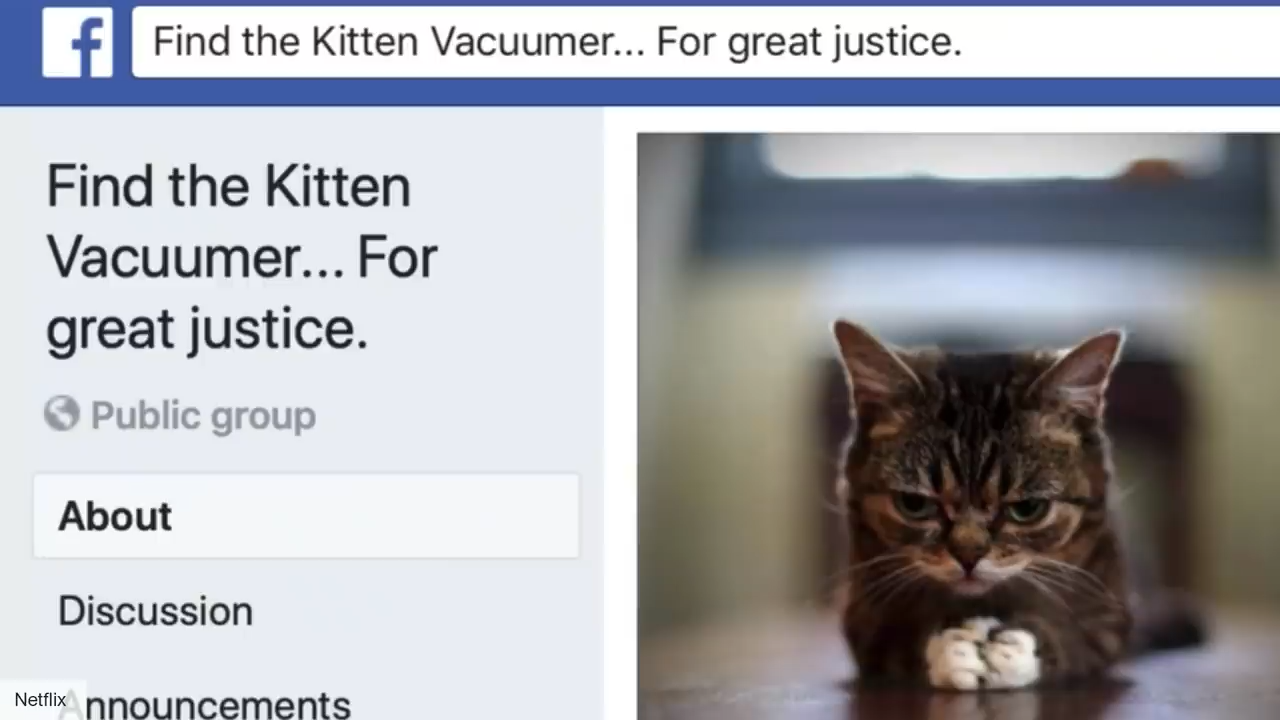 Find the Kitten Vacuumer... For great justice.
Find the Kitten
Vacuumer... For
great justice.
Public group
About
Discussion
Announcements
Netflix